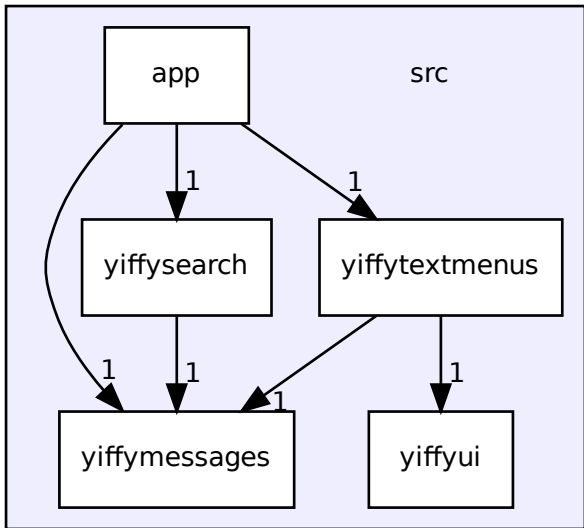 app
src
1
1
yiffysearch
yiffytextmenus
1
1
1
1
yiffymessages
yiffyui